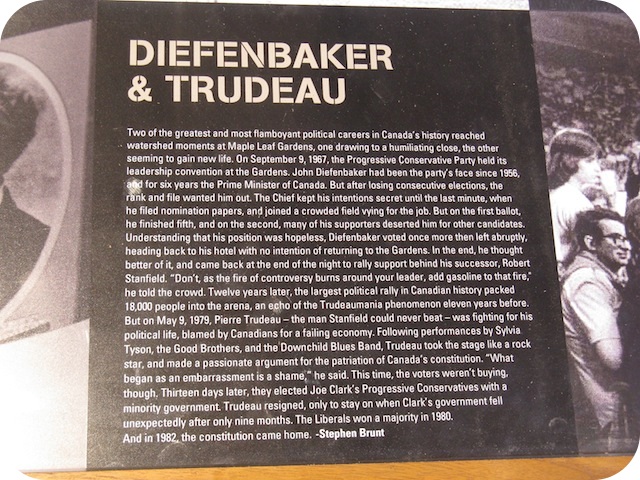 DIEFENBAKER
& TRUDEAU
Two of the greatest and most flamboyant political careers in Canada's history reached
watershed moments at Maple Leaf Gardens, one drawing to a humiliating close, the other
seeming to gain new life. On September 9, 1967, the Progressive Conservative Party held its
leadership convention at the Gardens. John Diefenbaker had been the party's face since 1956,
and for six years the Prime Minister of Canada. But after losing consecutive elections, the
rank and file wanted him out. The Chief kept his intentions secret until the last minute, when
he filed nomination papers, and joined a crowded field vying for the job. But on the first ballot,
he finished fifth, and on the second, many of his supporters deserted him for other candidates.
Understanding that his position was hopeless, Diefenbaker voted once more then left abruptly,
heading back to his hotel with no intention of returning to the Gardens. In the end, he thought
better of it, and came back at the end of the night to rally support behind his successor, Robert
Stanfield. "Don't, as the fire of controversy burns around your leader, add gasoline to that fire,"
he told the crowd. Twelve years later, the largest political rally in Canadian history packed
18,000 people into the arena, an echo of the Trudeaumania phenomenon eleven years before.
But on May 9, 1979, Pierre Trudeau – the man Stanfield could never beat – was fighting for his
political life, blamed by Canadians for a failing economy. Following performances by Sylvia
Tyson, the Good Brothers, and the Downchild Blues Band, Trudeau took the stage like a rock
star, and made a passionate argument for the patriation of Canada's constitution. "What
began as an embarrassment is a shame," he said. This time, the voters weren't buying,
though. Thirteen days later, they elected Joe Clark's Progressive Conservatives with a
minority government. Trudeau resigned, only to stay on when Clark's government fell
unexpectedly after only nine months. The Liberals won a majority in 1980.
And in 1982, the constitution came home. -Stephen Brunt